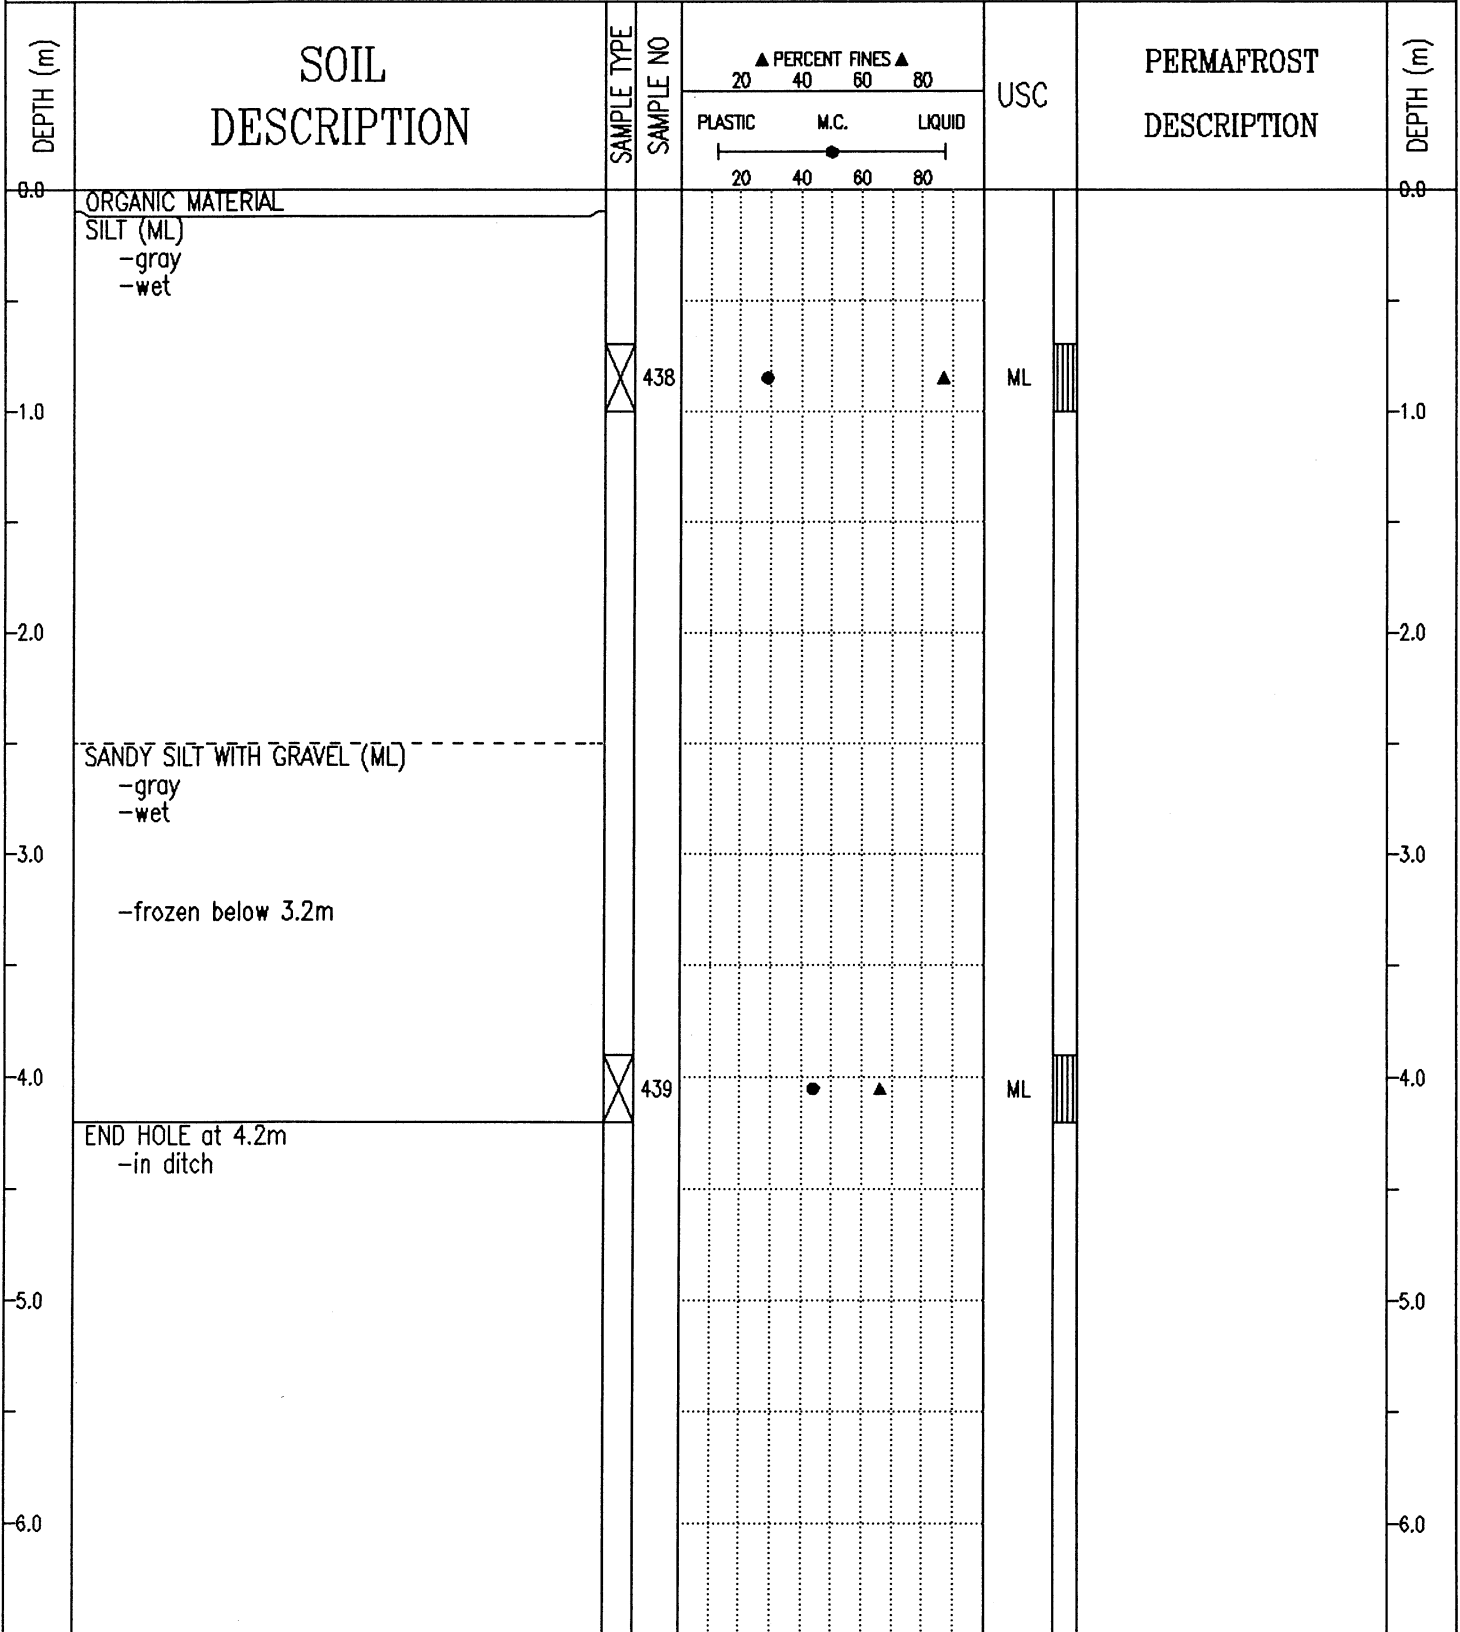 DEPTH (m)
SOIL
DESCRIPTION
SAMPLE TYPE
SAMPLE NO
▲ PERCENT FINES ▲
20 40 60 80
PLASTIC M.C. LIQUID
20 40 60 80
USC
PERMAFROST
DESCRIPTION
DEPTH (m)
0.0 0.0
ORGANIC MATERIAL
SILT (ML)
-gray
-wet
438 ML
1.0 1.0
2.0 2.0
SANDY SILT WITH GRAVEL (ML)
-gray
-wet
3.0 3.0
-frozen below 3.2m
4.0 4.0
439 ML
END HOLE at 4.2m
-in ditch
5.0 5.0
6.0 6.0